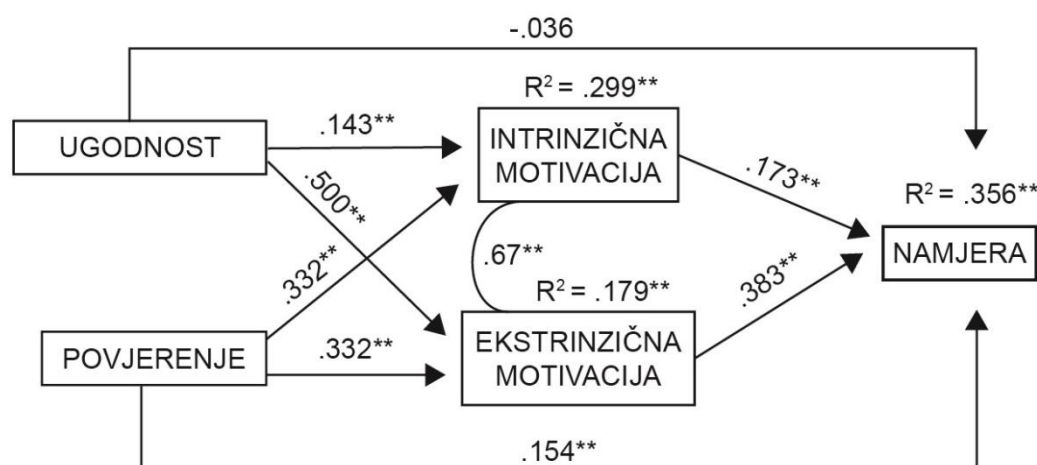 -.036
R² = .299**
UGODNOST
.143**
INTRINZIČNA
MOTIVACIJA
.500**
.173**
R² = .356**
NAMJERA
.332**
.67**
R² = .179**
.383**
POVJERENJE
.332**
EKSTRINZIČNA
MOTIVACIJA
.154**